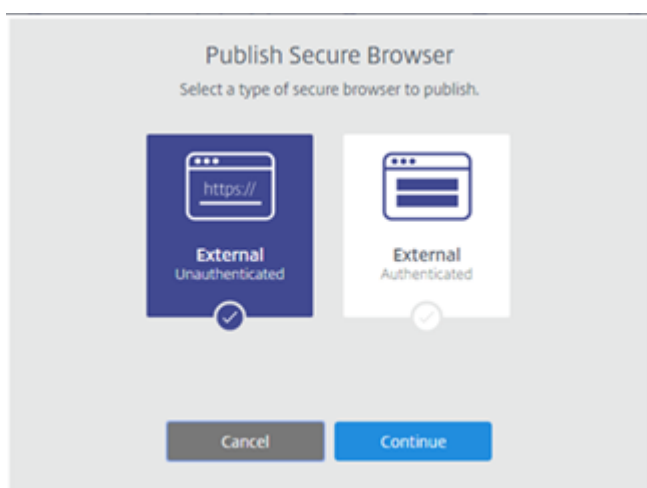 Publish Secure Browser
Select a type of secure browser to publish.
https://
External
Unauthenticated
External
Authenticated
Cancel
Continue